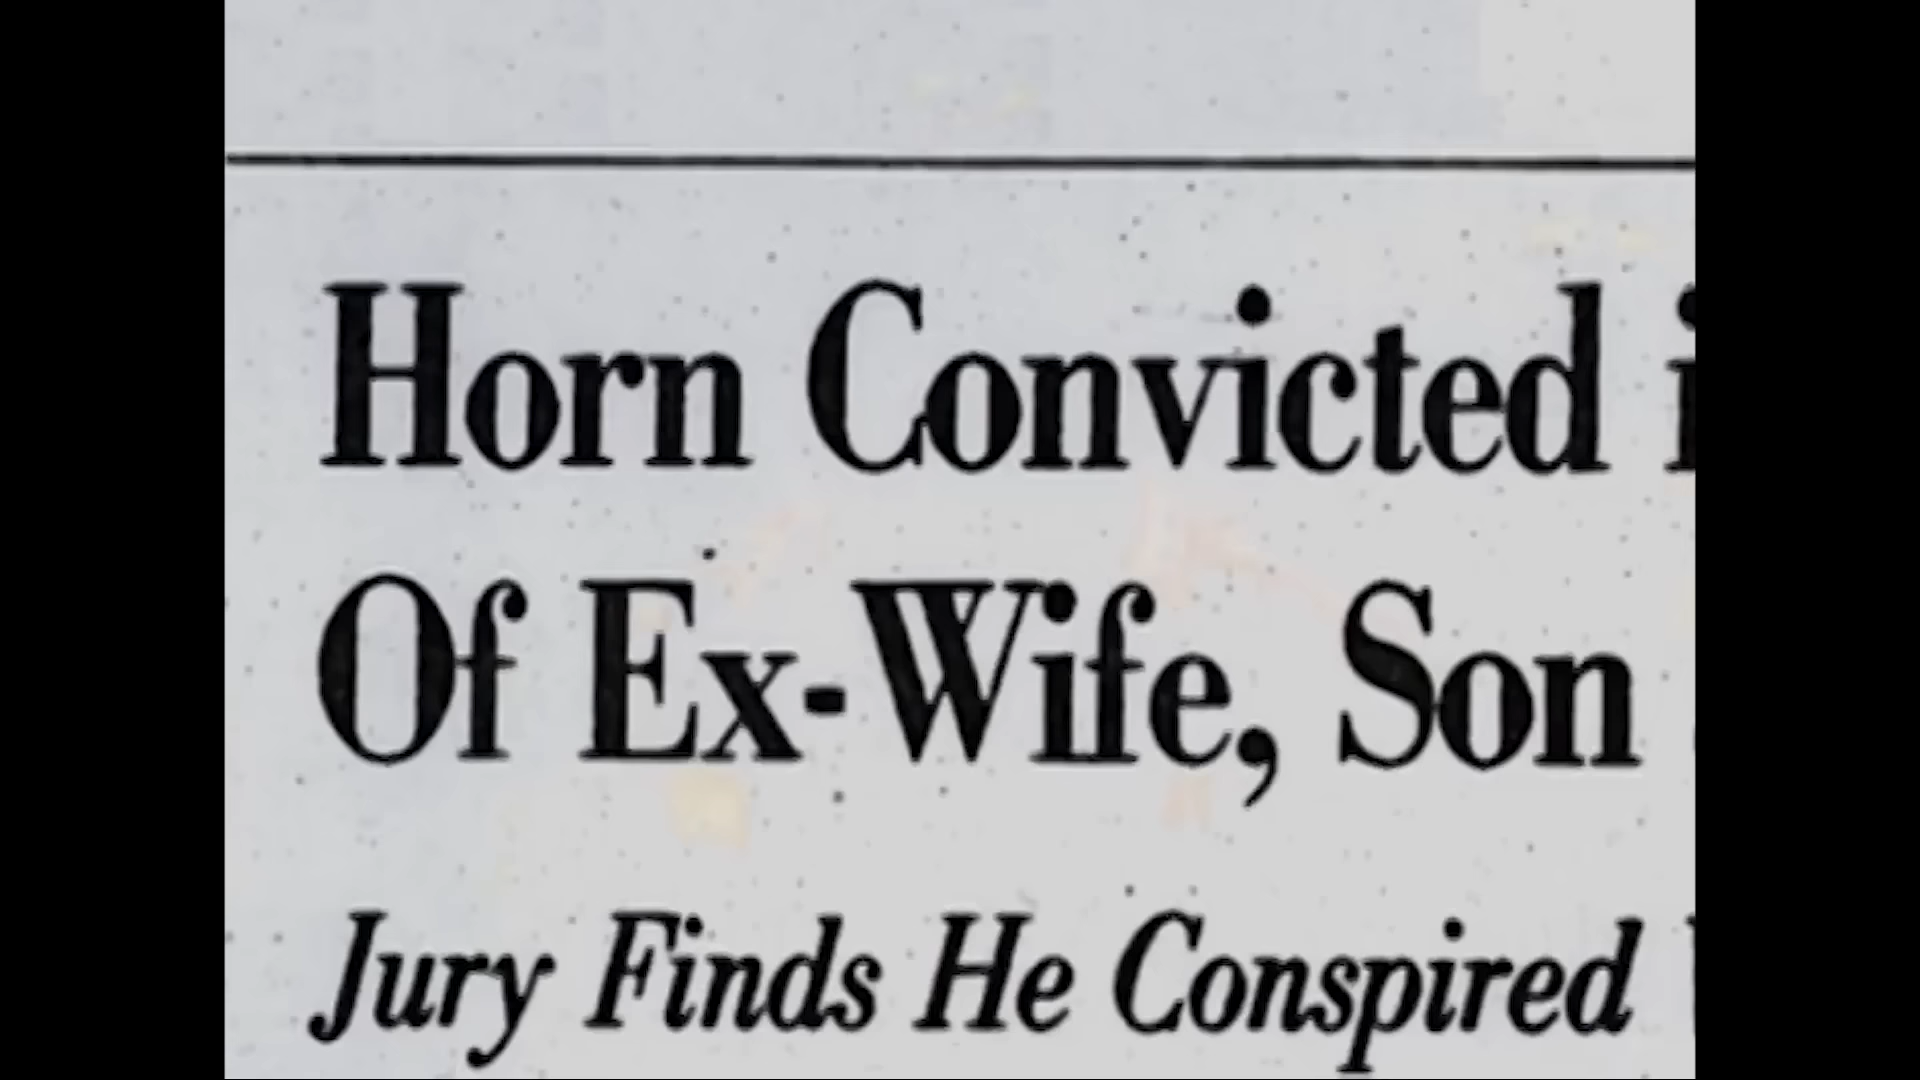 Horn Convicted i
Of Ex-Wife, Son
Jury Finds He Conspired